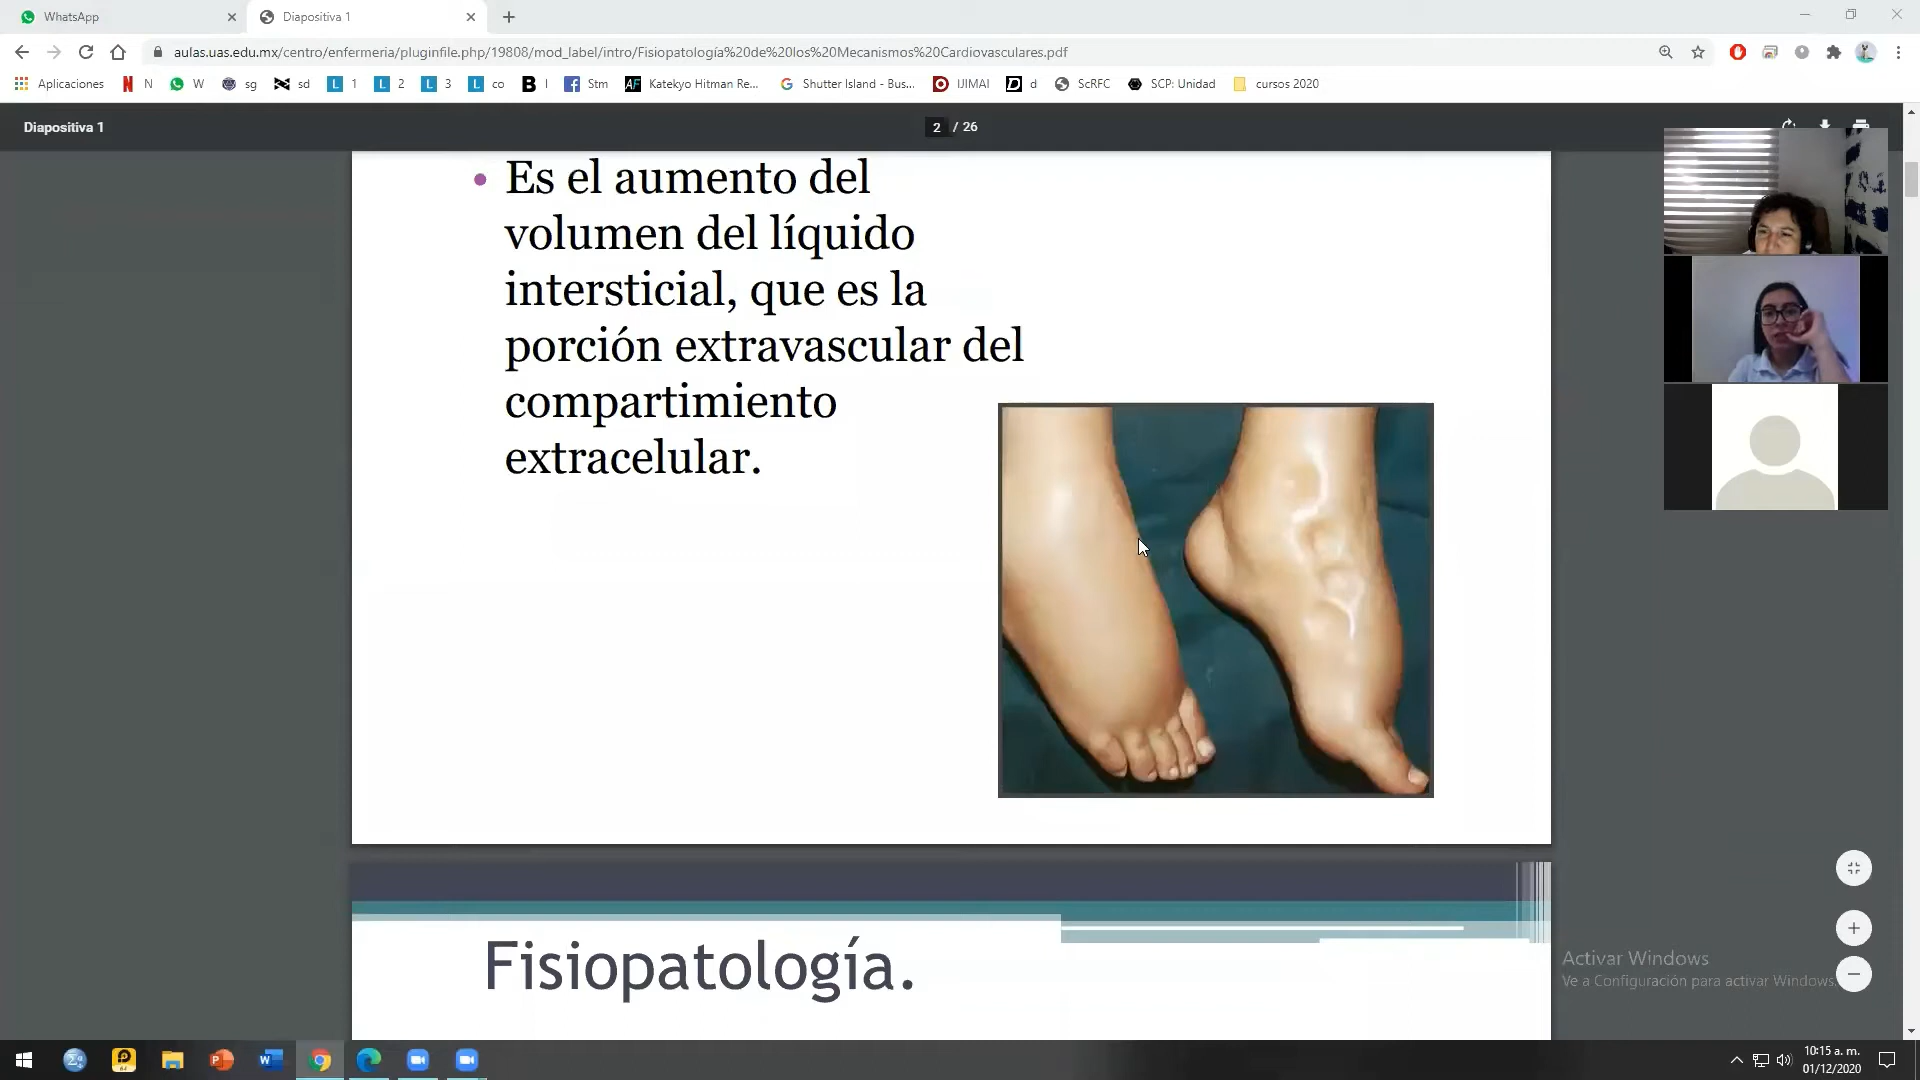 WhatsApp
Diapositiva 1
aulas.uas.edu.mx/centro/enfermeria/pluginfile.php/19808/mod_label/intro/Fisiopatología%20de%20los%20Mecanismos%20Cardiovasculares.pdf
Aplicaciones N W sg sd 1 2 3 co I Stm Katekyo Hitman Re... Shutter Island - Bus... IJIMAI d ScRFC SCP: Unidad cursos 2020
Diapositiva 1
2 / 26
• Es el aumento del
volumen del líquido
intersticial, que es la
porción extravascular del
compartimiento
extracelular.
Fisiopatología.
Activar Windows
Ve a Configuración para activar Windows.
10:15 a. m.
01/12/2020